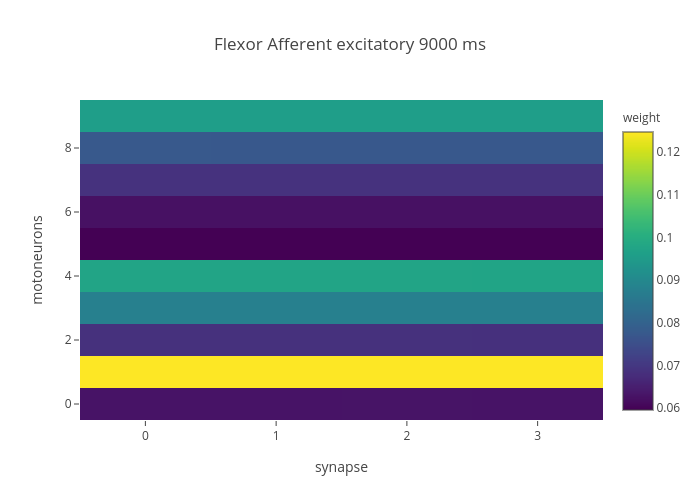 Flexor Afferent excitatory 9000 ms
weight
0.12
0.11
0.1
0.09
0.08
0.07
0.06
motoneurons
8
6
4
2
0
0 1 2 3
synapse